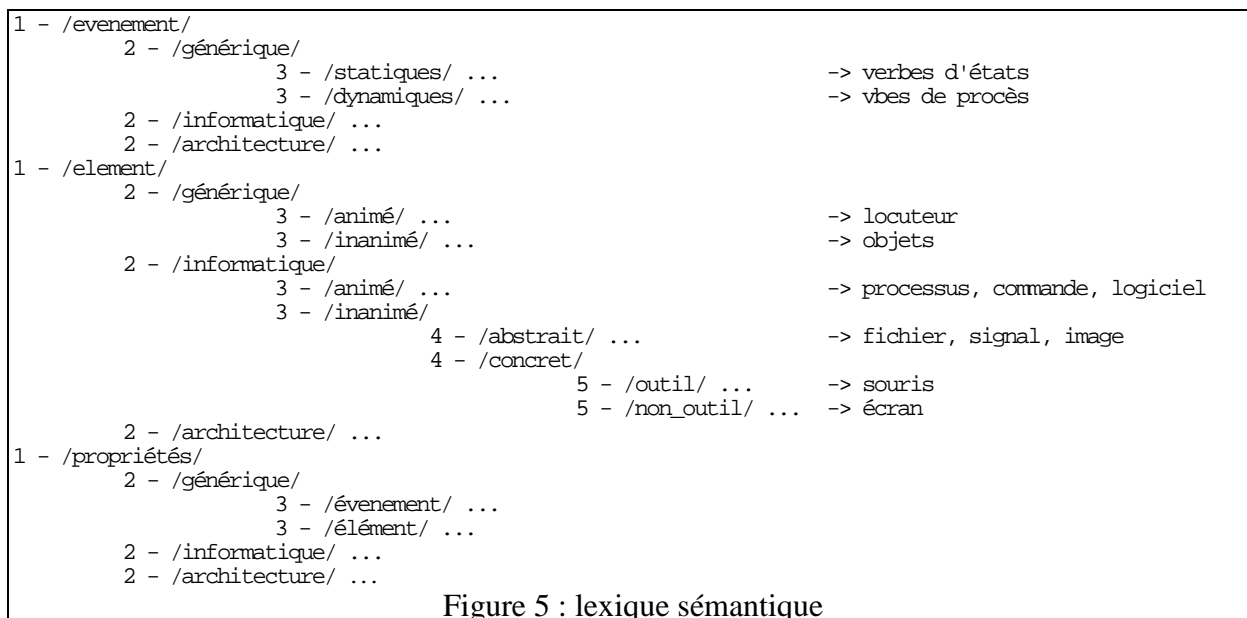 1 - /evenement/
2 - /générique/
3 - /statiques/ ... -> verbes d'états
3 - /dynamiques/ ... -> vbes de procès
2 - /informatique/ ...
2 - /architecture/ ...
1 - /element/
2 - /générique/
3 - /animé/ ... -> locuteur
3 - /inanimé/ ... -> objets
2 - /informatique/
3 - /animé/ ... -> processus, commande, logiciel
3 - /inanimé/
4 - /abstrait/ ... -> fichier, signal, image
4 - /concret/
5 - /outil/ ... -> souris
5 - /non_outil/ ... -> écran
2 - /architecture/ ...
1 - /propriétés/
2 - /générique/
3 - /évenement/ ...
3 - /élément/ ...
2 - /informatique/ ...
2 - /architecture/ ...
Figure 5 : lexique sémantique